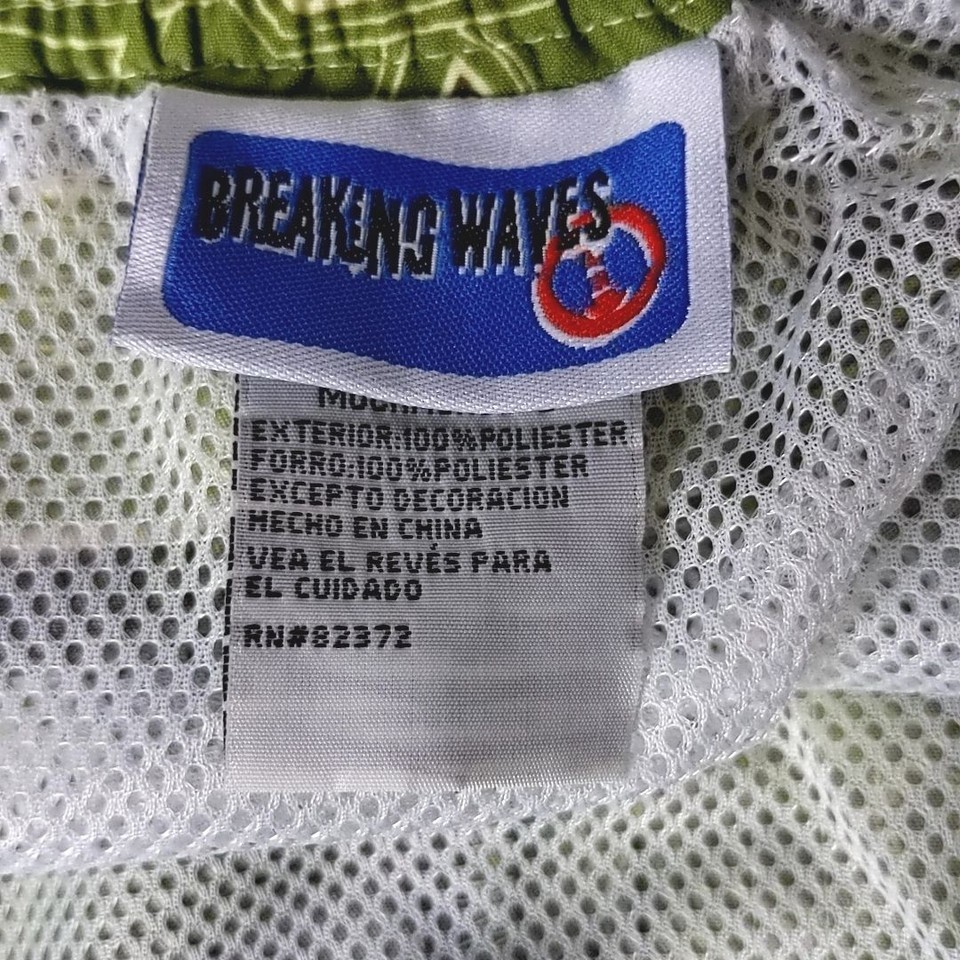 BREAKING WAVES
EXTERIOR:100%POLIESTER
FORRO:100%POLIESTER
EXCEPTO DECORACION
HECHO EN CHINA
VEA EL REVÉS PARA
EL CUIDADO
RN#82372